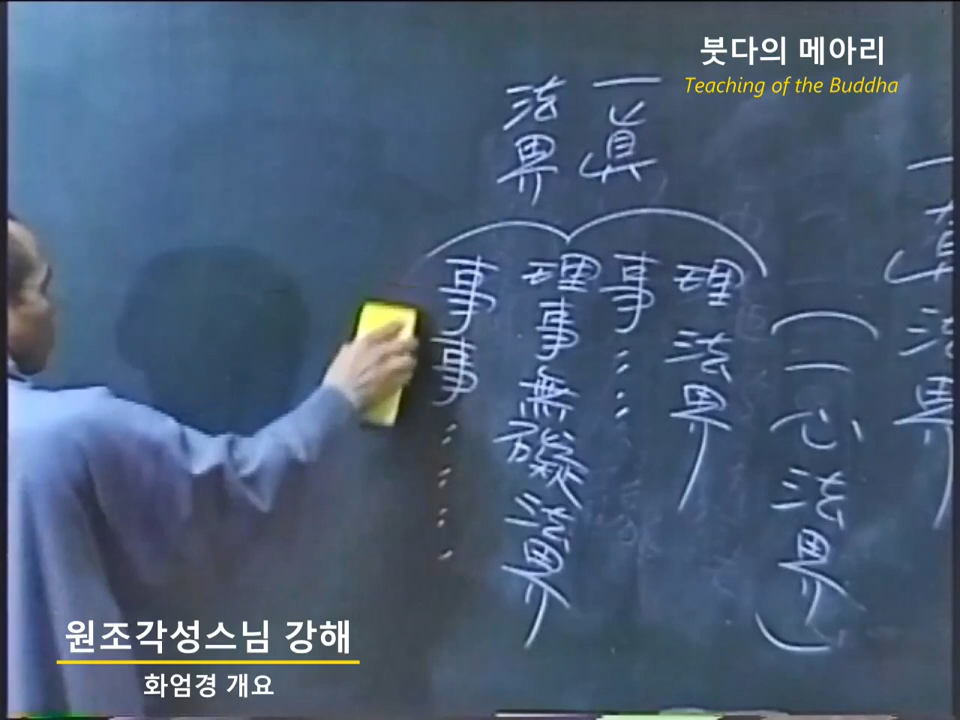 붓다의 메아리
Teaching of the Buddha
一眞法界
(一心法界)
一眞
法界
理法界
事〃〃
理事無礙法界
事事〃〃〃
원조각성스님 강해
화엄경 개요